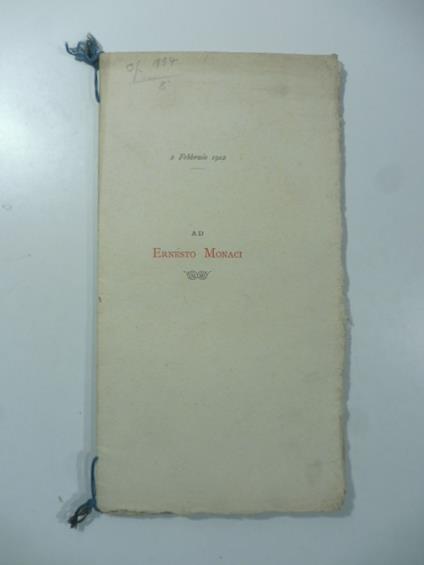 2 Febbraio 1902
AD
ERNESTO MONACI